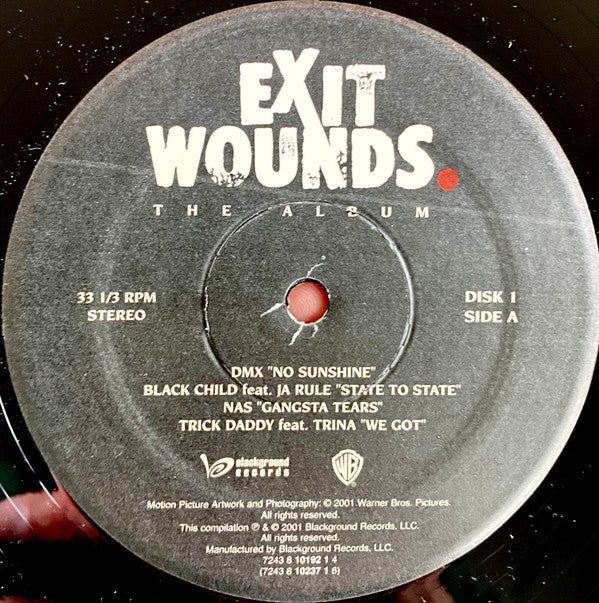 EXIT
WOUNDS.
THE ALBUM
33 1/3 RPM
STEREO
DISK 1
SIDE A
DMX "NO SUNSHINE"
BLACK CHILD feat. JA RULE "STATE TO STATE"
NAS "GANGSTA TEARS"
TRICK DADDY feat. TRINA "WE GOT"
blackground
records
WB
Motion Picture Artwork and Photography: © 2001 Warner Bros. Pictures.
All rights reserved.
This compilation ℗ & © 2001 Blackground Records, LLC.
All rights reserved.
Manufactured by Blackground Records, LLC.
7243 8 10192 1 4
(7243 8 10237 1 6)